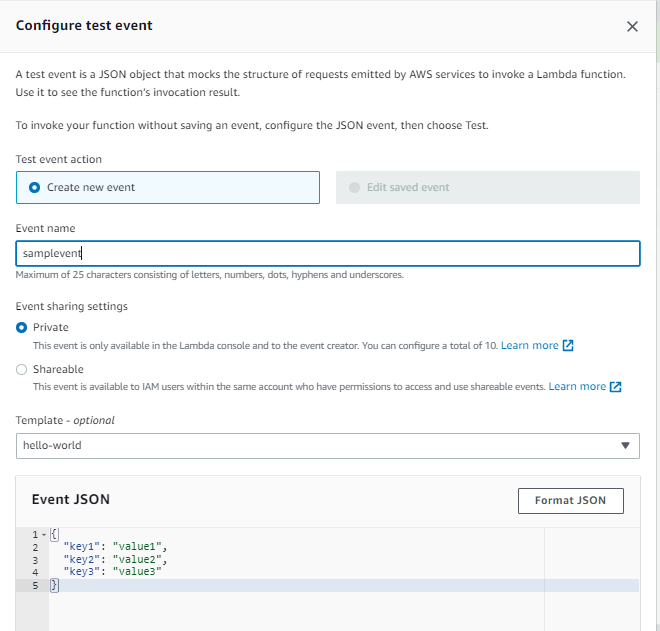 Configure test event
A test event is a JSON object that mocks the structure of requests emitted by AWS services to invoke a Lambda function.
Use it to see the function's invocation result.
To invoke your function without saving an event, configure the JSON event, then choose Test.
Test event action
Create new event
Edit saved event
Event name
samplevent
Maximum of 25 characters consisting of letters, numbers, dots, hyphens and underscores.
Event sharing settings
Private
This event is only available in the Lambda console and to the event creator. You can configure a total of 10. Learn more
Shareable
This event is available to IAM users within the same account who have permissions to access and use shareable events. Learn more
Template - optional
hello-world
Event JSON
Format JSON
1 {
2 "key1": "value1",
3 "key2": "value2",
4 "key3": "value3"
5 }